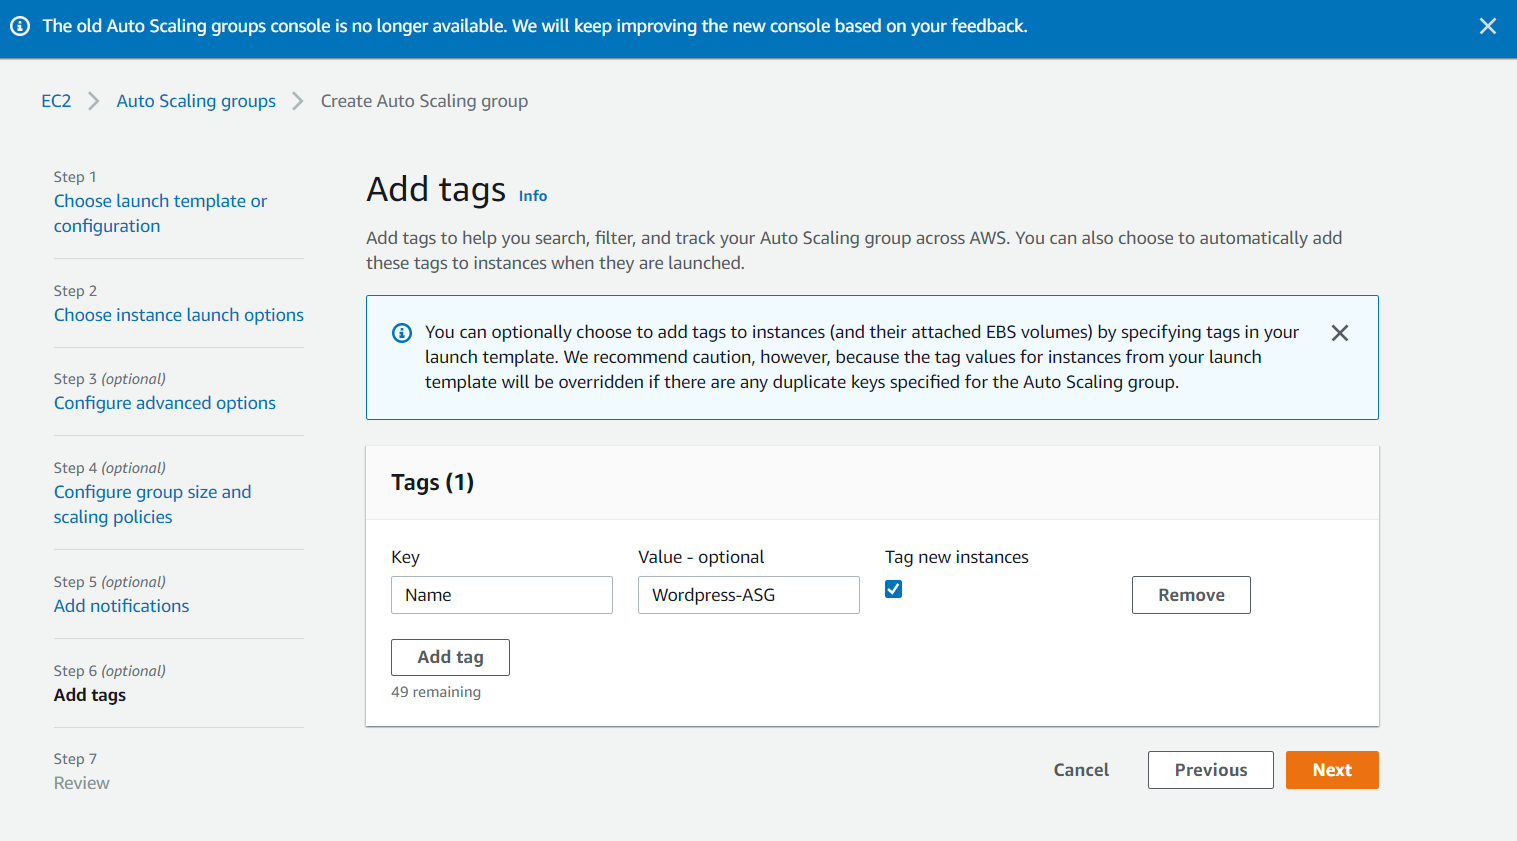 The old Auto Scaling groups console is no longer available. We will keep improving the new console based on your feedback.
EC2 Auto Scaling groups Create Auto Scaling group
Step 1
Choose launch template or
configuration
Step 2
Choose instance launch options
Step 3 (optional)
Configure advanced options
Step 4 (optional)
Configure group size and
scaling policies
Step 5 (optional)
Add notifications
Step 6 (optional)
Add tags
Step 7
Review
Add tags Info
Add tags to help you search, filter, and track your Auto Scaling group across AWS. You can also choose to automatically add
these tags to instances when they are launched.
You can optionally choose to add tags to instances (and their attached EBS volumes) by specifying tags in your
launch template. We recommend caution, however, because the tag values for instances from your launch
template will be overridden if there are any duplicate keys specified for the Auto Scaling group.
Tags (1)
Key Value - optional Tag new instances
Name Wordpress-ASG Remove
Add tag
49 remaining
Cancel Previous Next